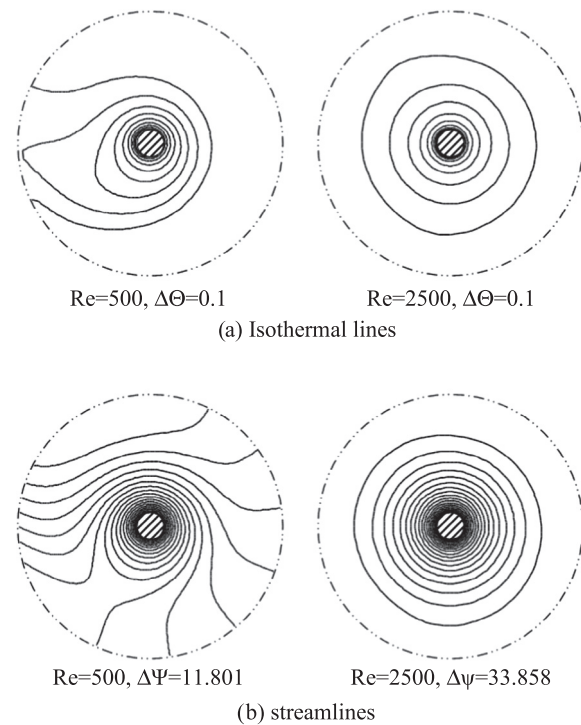 Re=500, ΔΘ=0.1
Re=2500, ΔΘ=0.1
(a) Isothermal lines
Re=500, ΔΨ=11.801
Re=2500, Δψ=33.858
(b) streamlines